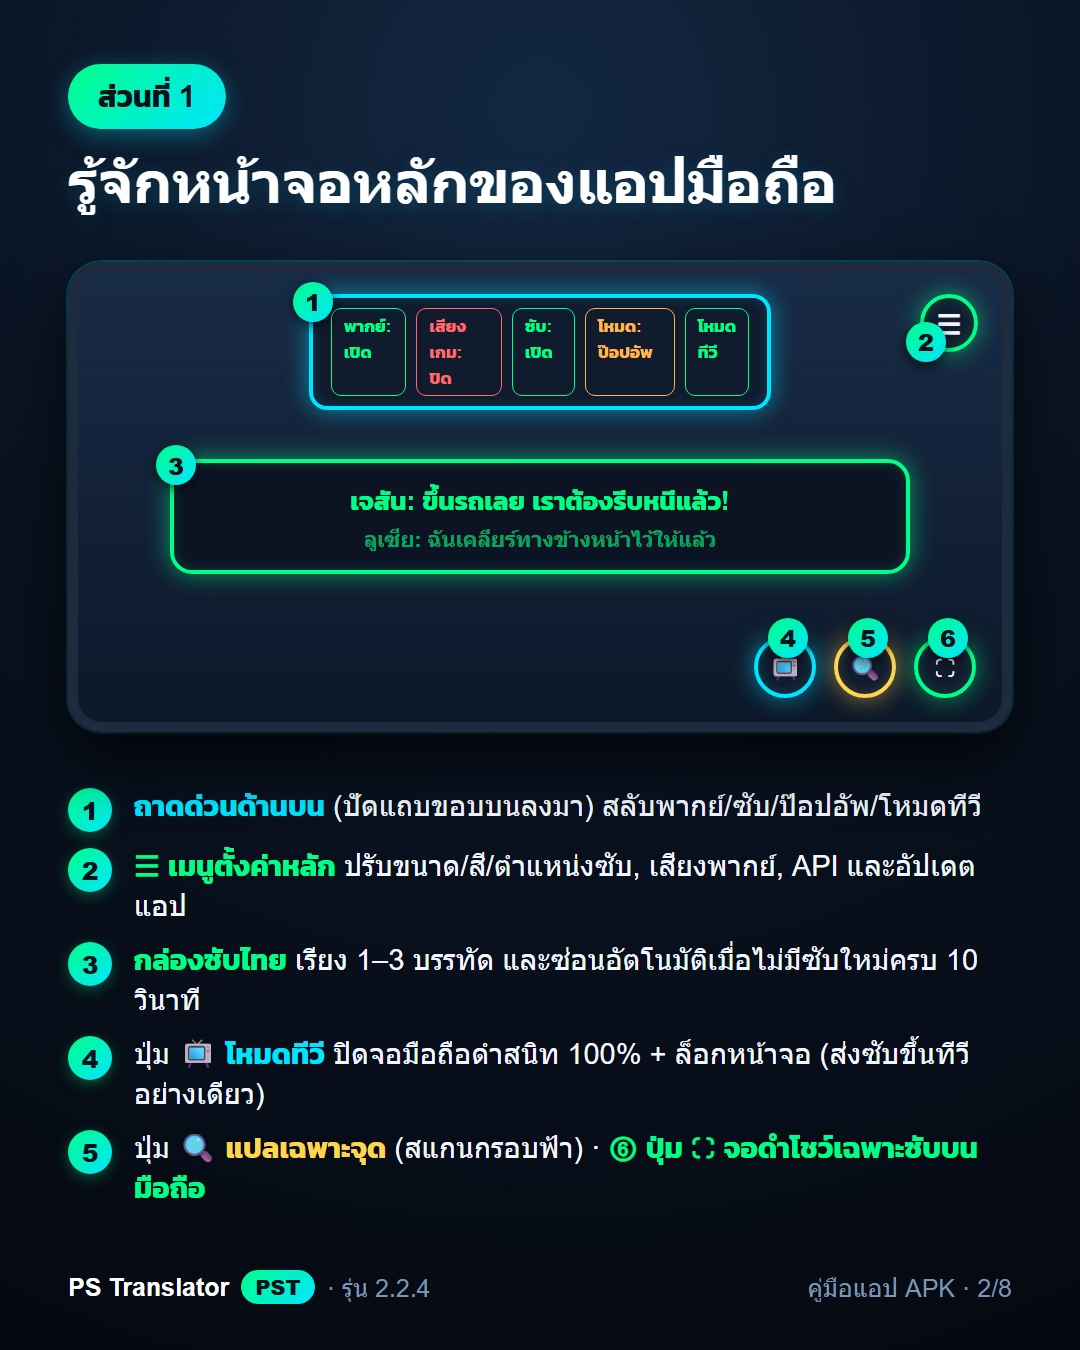 ส่วนที่ 1
รู้จักหน้าจอหลักของแอปมือถือ
1
พากย์:
เปิด
เสียง
เกม:
ปิด
ซับ:
เปิด
โหมด:
ป๊อปอัพ
โหมด
ทีวี
☰
2
3
เจสัน: ขึ้นรถเลย เราต้องรีบหนีแล้ว!
ลูเซีย: ฉันเคลียร์ทางข้างหน้าไว้ให้แล้ว
4
5
6
1 ถาดด่วนด้านบน (ปัดแถบขอบบนลงมา) สลับพากย์/ซับ/ป๊อปอัพ/โหมดทีวี
2 ☰ เมนูตั้งค่าหลัก ปรับขนาด/สี/ตำแหน่งซับ, เสียงพากย์, API และอัปเดต
แอป
3 กล่องซับไทย เรียง 1–3 บรรทัด และซ่อนอัตโนมัติเมื่อไม่มีซับใหม่ครบ 10
วินาที
4 ปุ่ม 📺 โหมดทีวี ปิดจอมือถือดำสนิท 100% + ล็อกหน้าจอ (ส่งซับขึ้นทีวี
อย่างเดียว)
5 ปุ่ม 🔍 แปลเฉพาะจุด (สแกนกรอบฟ้า) · ⑥ ปุ่ม ⛶ จอดำโชว์เฉพาะซับบน
มือถือ
PS Translator PST · รุ่น 2.2.4
คู่มือแอป APK · 2/8